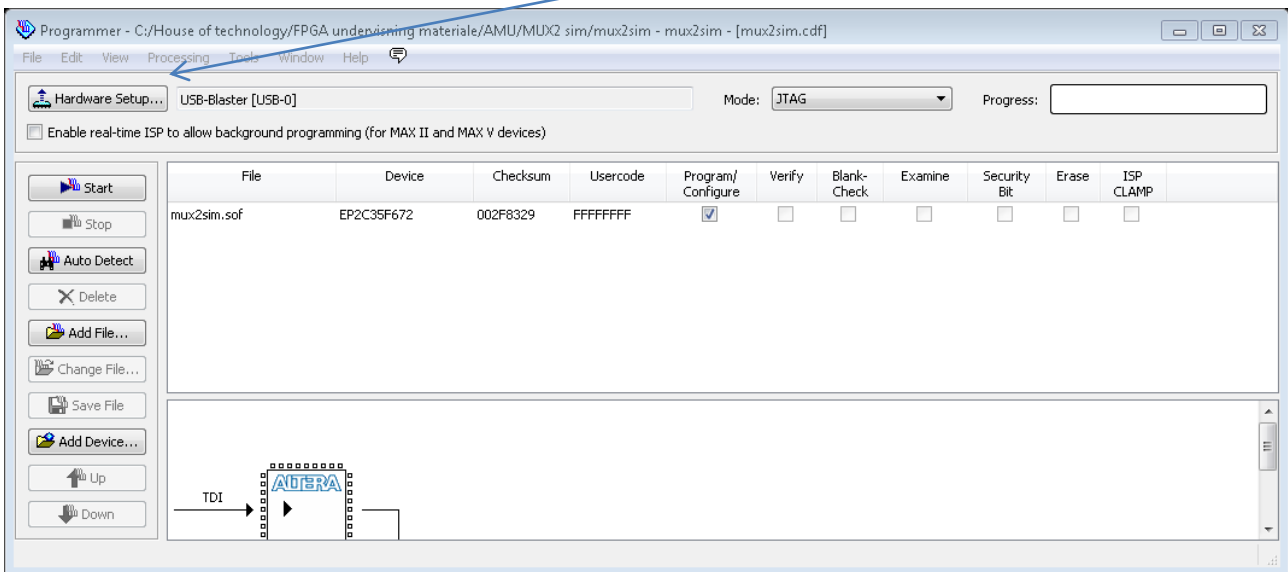 Programmer - C:/House of technology/FPGA undervisning materiale/AMU/MUX2 sim/mux2sim - mux2sim - [mux2sim.cdf]
File Edit View Processing Tools Window Help
Hardware Setup... USB-Blaster [USB-0] Mode: JTAG Progress:
Enable real-time ISP to allow background programming (for MAX II and MAX V devices)
Start
Stop
Auto Detect
Delete
Add File...
Change File...
Save File
Add Device...
Up
Down
File Device Checksum Usercode Program/ Verify Blank- Examine Security Erase ISP
Configure Check Bit CLAMP
mux2sim.sof EP2C35F672 002F8329 FFFFFFFF
ALTERA
TDI